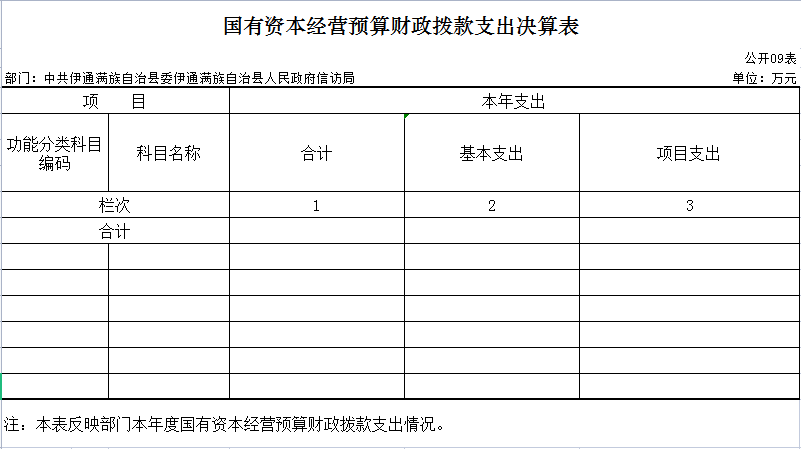 国有资本经营预算财政拨款支出决算表
公开09表
部门：中共伊通满族自治县委伊通满族自治县人民政府信访局 单位：万元
项 目 本年支出
功能分类科目
编码 科目名称 合计 基本支出 项目支出
栏次 1 2 3
合计
注：本表反映部门本年度国有资本经营预算财政拨款支出情况。